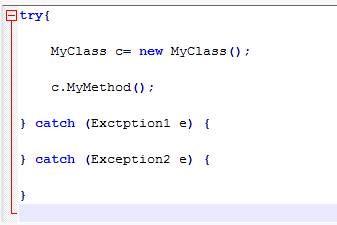 try{
MyClass c= new MyClass();
c.MyMethod();
} catch (Exctption1 e) {
} catch (Exception2 e) {
}